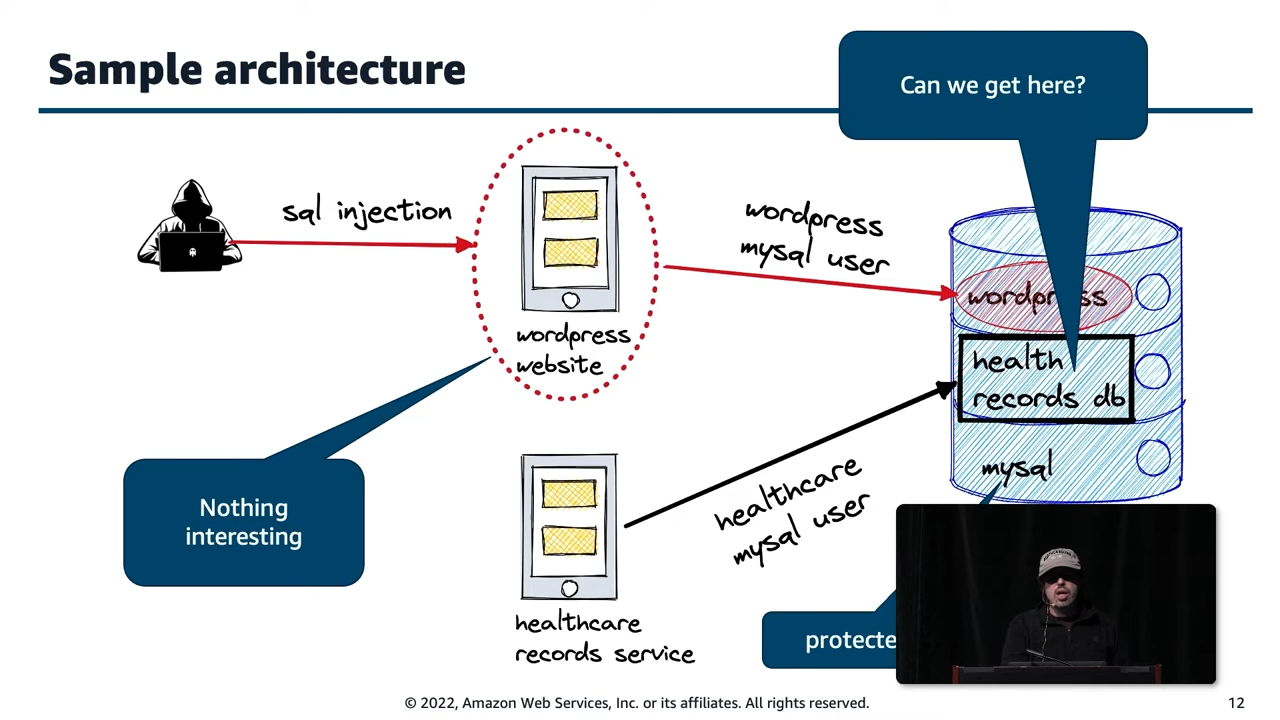 Sample architecture
Can we get here?
sql injection
wordpress
mysql user
wordpress
wordpress
website
health
records db
mysql
Nothing
interesting
healthcare
mysql user
healthcare
records service
© 2022, Amazon Web Services, Inc. or its affiliates. All rights reserved.
12